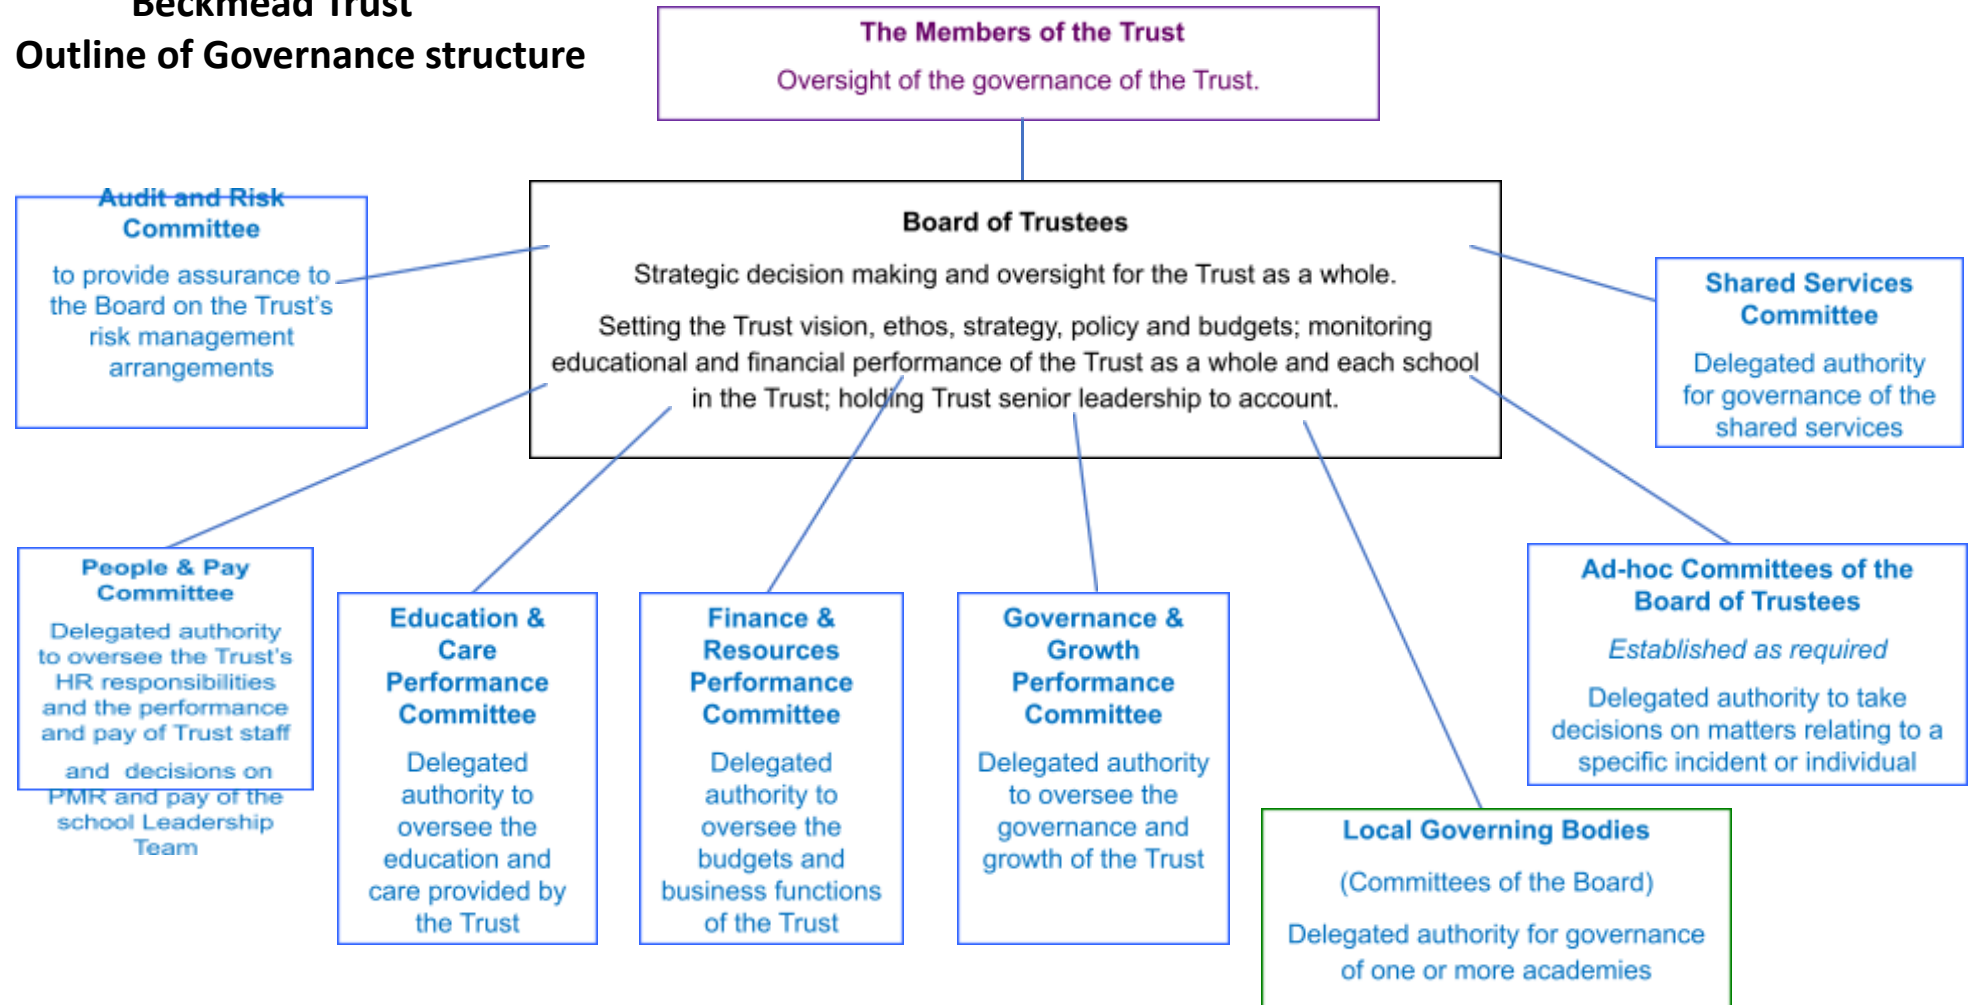 Beckmead Trust
Outline of Governance structure
The Members of the Trust
Oversight of the governance of the Trust.
Audit and Risk
Committee
to provide assurance to
the Board on the Trust's
risk management
arrangements
Board of Trustees
Strategic decision making and oversight for the Trust as a whole.
Setting the Trust vision, ethos, strategy, policy and budgets; monitoring
educational and financial performance of the Trust as a whole and each school
in the Trust; holding Trust senior leadership to account.
Shared Services
Committee
Delegated authority
for governance of the
shared services
People & Pay
Committee
Delegated authority
to oversee the Trust's
HR responsibilities
and the performance
and pay of Trust staff
and decisions on
PMR and pay of the
school Leadership
Team
Education &
Care
Performance
Committee
Delegated
authority to
oversee the
education and
care provided by
the Trust
Finance &
Resources
Performance
Committee
Delegated
authority to
oversee the
budgets and
business functions
of the Trust
Governance &
Growth
Performance
Committee
Delegated authority
to oversee the
governance and
growth of the Trust
Ad-hoc Committees of the
Board of Trustees
Established as required
Delegated authority to take
decisions on matters relating to a
specific incident or individual
Local Governing Bodies
(Committees of the Board)
Delegated authority for governance
of one or more academies